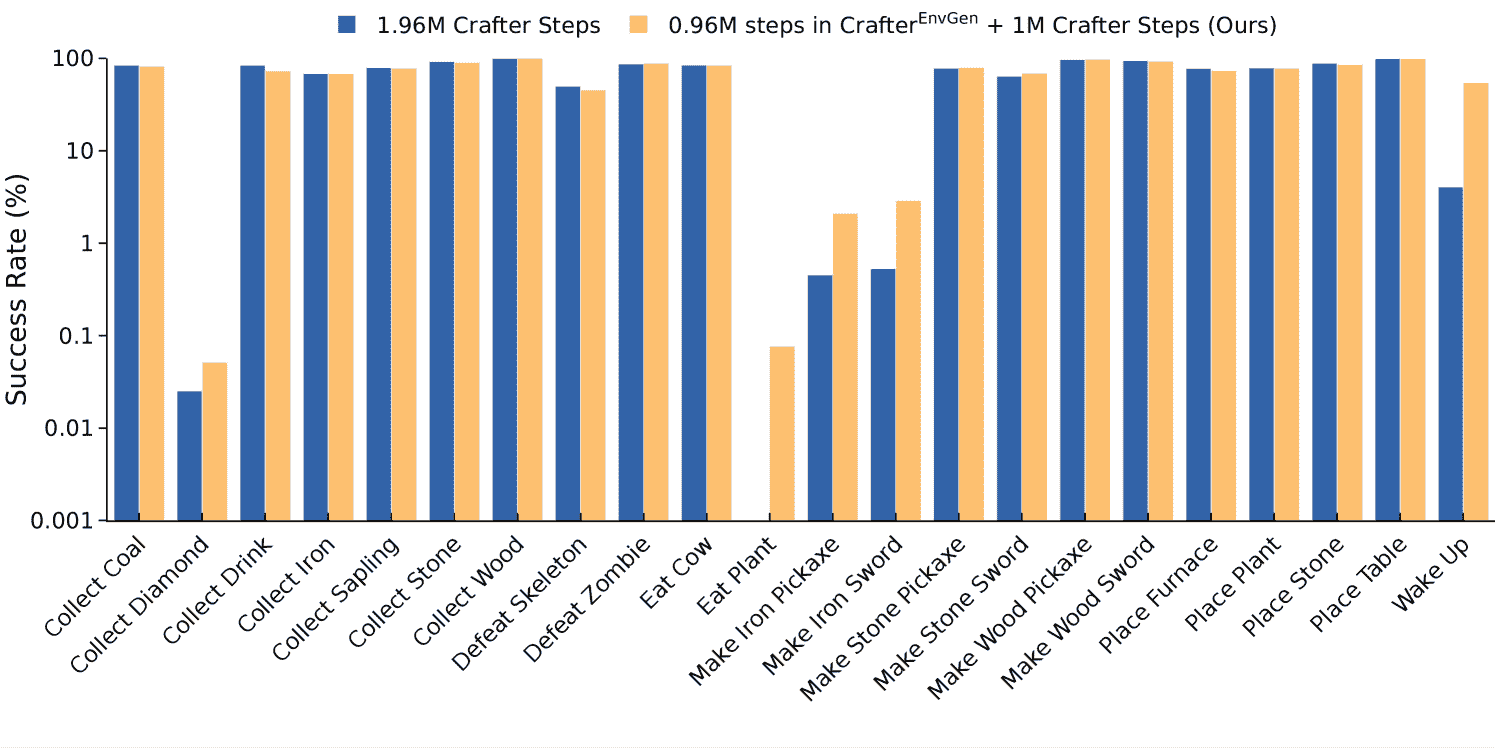 1.96M Crafter Steps
0.96M steps in Crafter^EnvGen + 1M Crafter Steps (Ours)
Success Rate (%)
100
10
1
0.1
0.01
0.001
Collect Coal
Collect Diamond
Collect Drink
Collect Iron
Collect Sapling
Collect Stone
Collect Wood
Defeat Skeleton
Defeat Zombie
Eat Cow
Eat Plant
Make Iron Pickaxe
Make Iron Sword
Make Stone Pickaxe
Make Stone Sword
Make Wood Pickaxe
Make Wood Sword
Place Furnace
Place Plant
Place Stone
Place Table
Wake Up